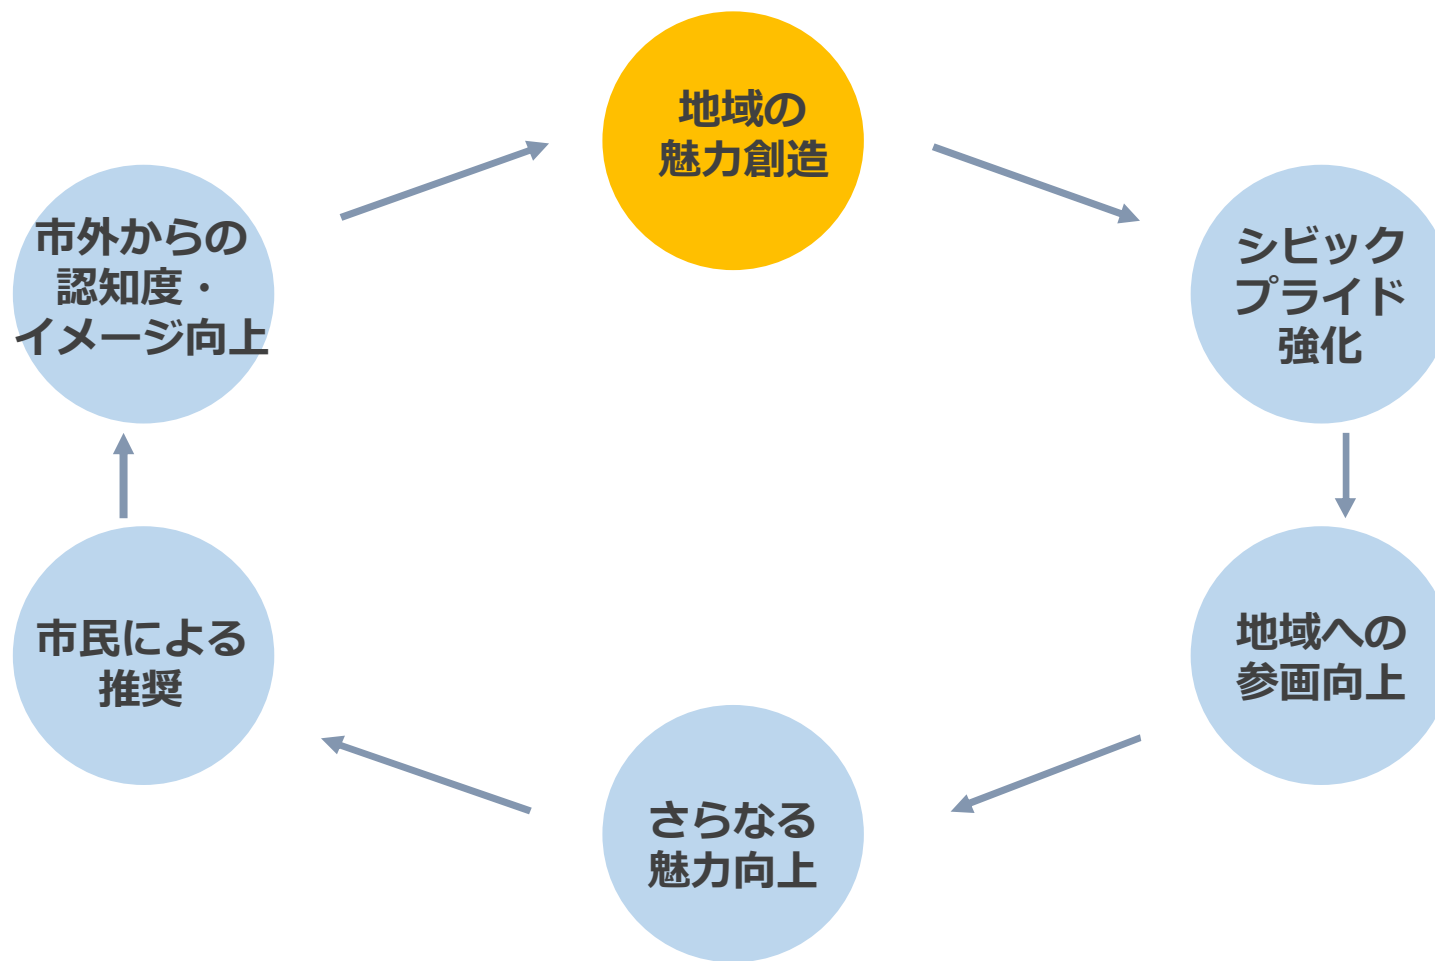 地域の
魅力創造
シビック
プライド
強化
地域への
参画向上
さらなる
魅力向上
市民による
推奨
市外からの
認知度・
イメージ向上